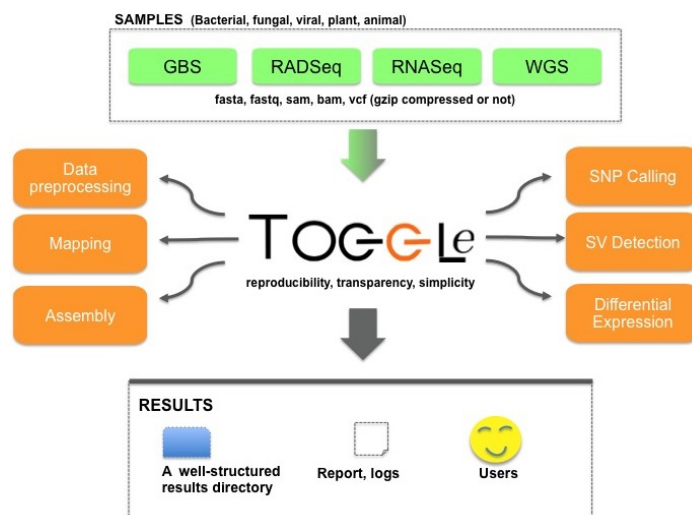 SAMPLES (Bacterial, fungal, viral, plant, animal)
GBS
RADSeq
RNASeq
WGS
fasta, fastq, sam, bam, vcf (gzip compressed or not)
Data
preprocessing
Mapping
Assembly
TOGGLe
reproducibility, transparency, simplicity
SNP Calling
SV Detection
Differential
Expression
RESULTS
A well-structured
results directory
Report, logs
Users